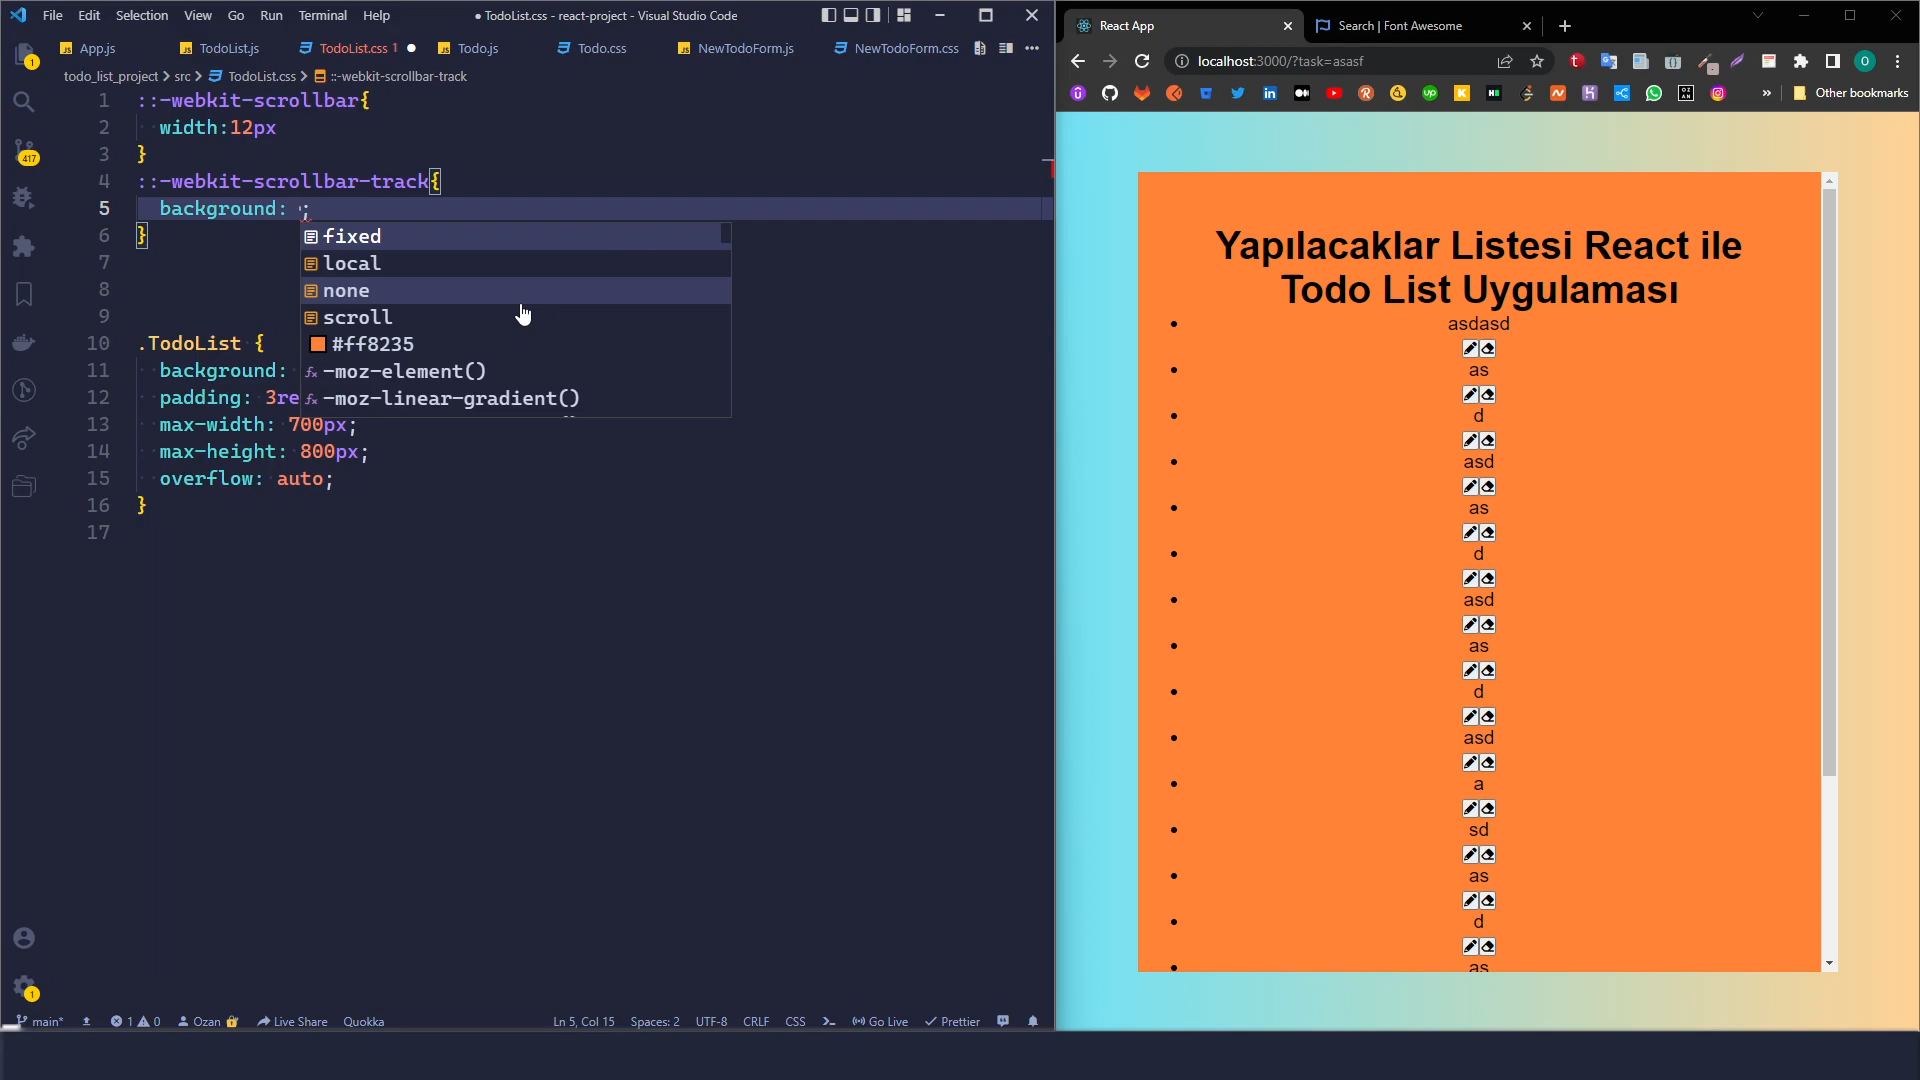 File Edit Selection View Go Run Terminal Help
● TodoList.css - react-project - Visual Studio Code
App.js TodoList.js TodoList.css 1 ● Todo.js Todo.css NewTodoForm.js NewTodoForm.css
todo_list_project > src > TodoList.css > ::-webkit-scrollbar-track
1 ::-webkit-scrollbar{
2 width:12px
3 }
4 ::-webkit-scrollbar-track{
5 background: ;
6 }
7
8
9
10 .TodoList {
11 background:
12 padding: 3re
13 max-width: 700px;
14 max-height: 800px;
15 overflow: auto;
16 }
17
fixed
local
none
scroll
#ff8235
-moz-element()
-moz-linear-gradient()
1
417
1
main* 1 0 Ozan Live Share Quokka Ln 5, Col 15 Spaces: 2 UTF-8 CRLF CSS Go Live Prettier
React App
Search | Font Awesome
localhost:3000/?task=asasf
Other bookmarks
Yapılacaklar Listesi React ile
Todo List Uygulaması
asdasd
as
d
asd
as
d
asd
as
d
asd
a
sd
as
d
as